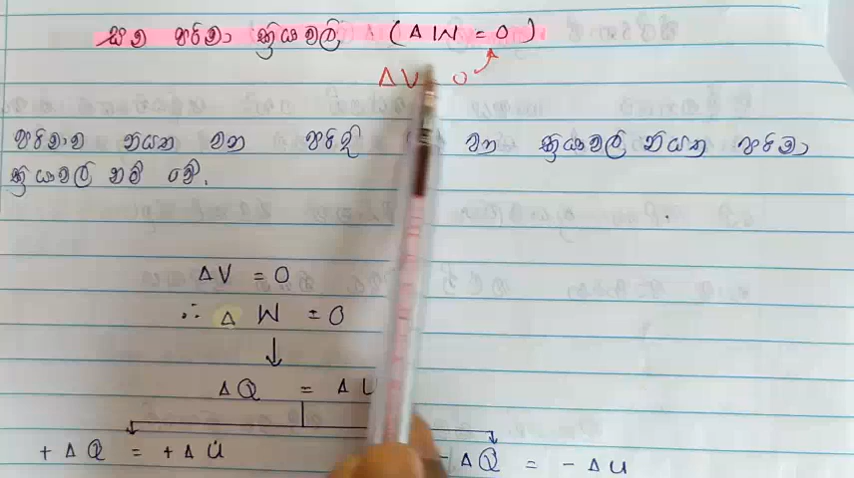 සම පරිමා ක්‍රියාවලි (ΔW = 0)
ΔV = 0
පරිමාව නියත වන පරිදි වන ක්‍රියාවලි නියත පරිමා
ක්‍රියාවලි නම් වේ.
ΔV = 0
∴ Δ W = 0
↓
ΔQ = ΔU
+ ΔQ = + ΔU
- ΔQ = - ΔU